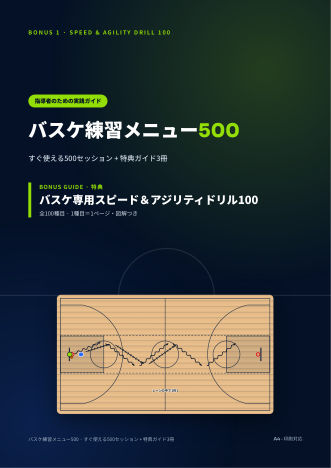 BONUS 1 · SPEED & AGILITY DRILL 100
指導者のための実践ガイド
バスケ練習メニュー500
すぐ使える500セッション + 特典ガイド3冊
BONUS GUIDE · 特典
バスケ専用スピード＆アジリティドリル100
全100種目 · 1種目＝1ページ · 図解つき
バスケ練習メニュー500 · すぐ使える500セッション + 特典ガイド3冊
A4 · 印刷対応